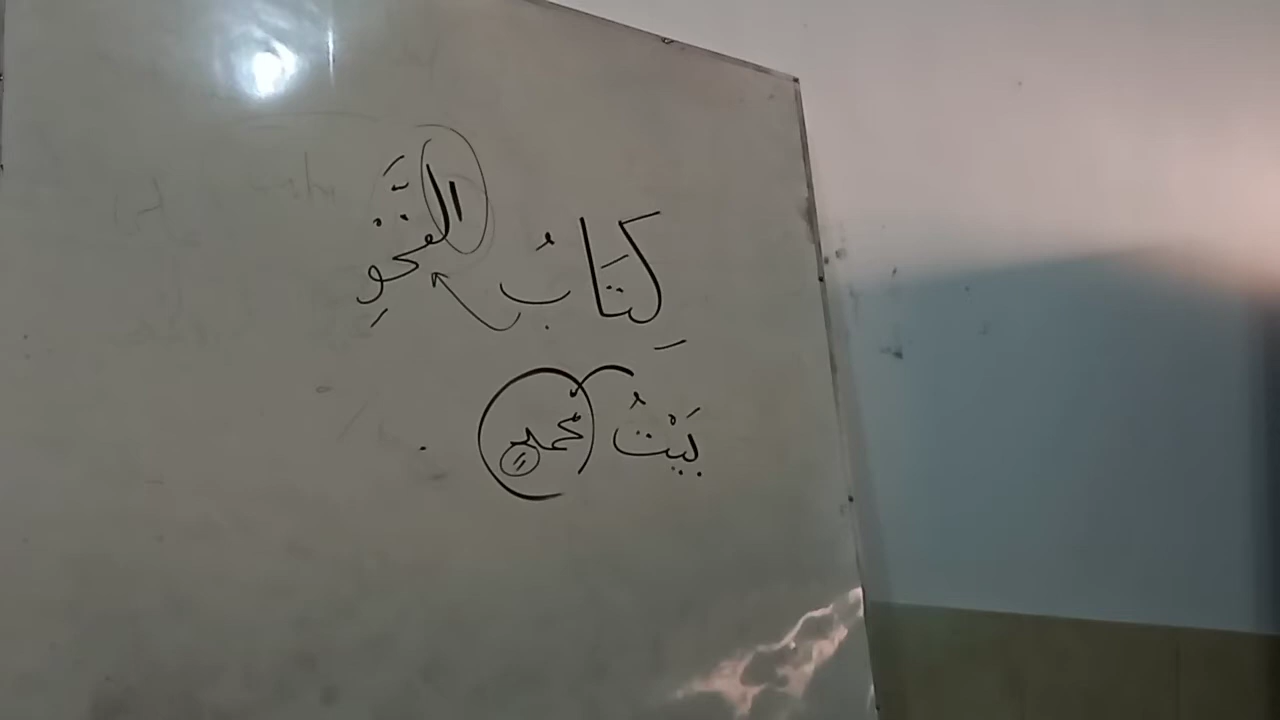 كِتَابُ النَّحْوِ
بَيْتُ مُحَمَّدٍ